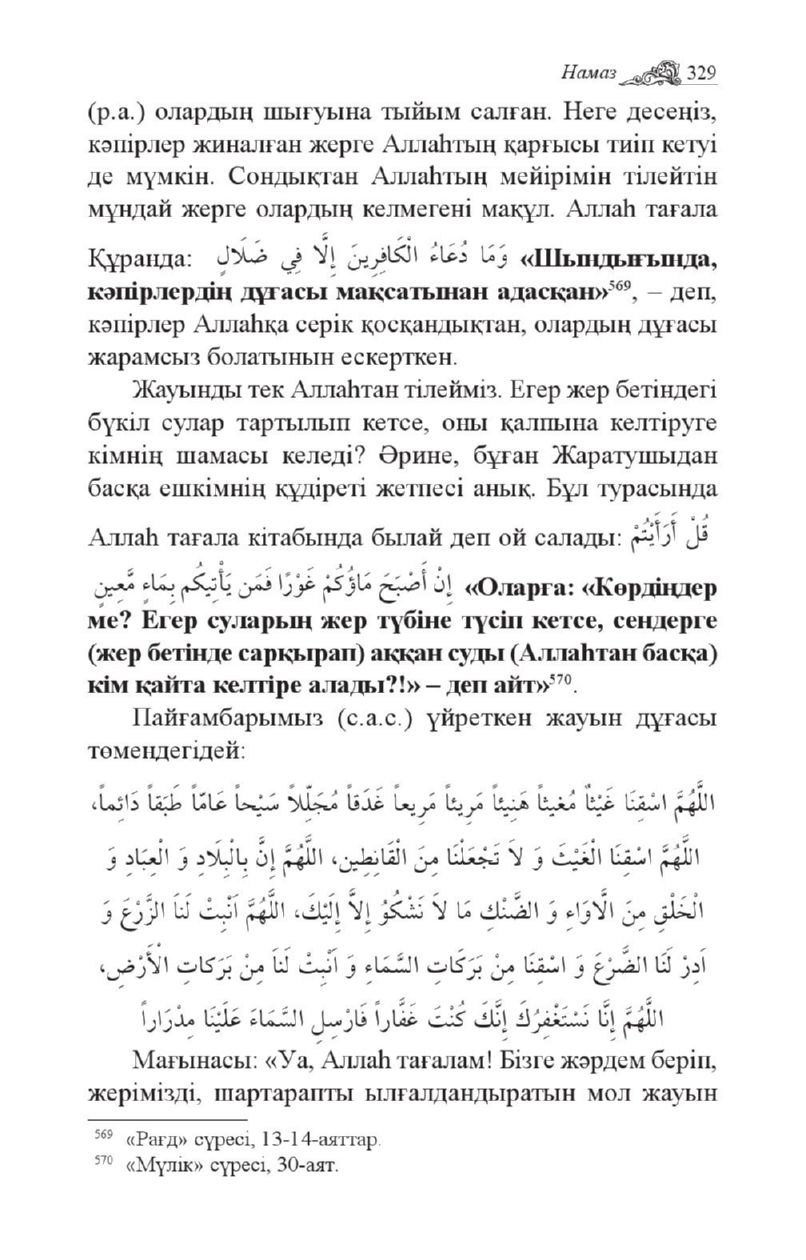 Намаз 329
(р.а.) олардың шығуына тыйым салған. Неге десеңіз,
кәпірлер жиналған жерге Аллаһтың қарғысы тиіп кетуі
де мүмкін. Сондықтан Аллаһтың мейірімін тілейтін
мұндай жерге олардың келмегені мақұл. Аллаһ тағала
Құранда: وَمَا دُعَاءُ الْكَافِرِينَ إِلَّا فِي ضَلَالٍ «Шындығында,
кәпірлердің дұғасы мақсатынан адасқан»⁵⁶⁹, – деп,
кәпірлер Аллаһқа серік қосқандықтан, олардың дұғасы
жарамсыз болатынын ескерткен.
Жауынды тек Аллаһтан тілейміз. Егер жер бетіндегі
бүкіл сулар тартылып кетсе, оны қалпына келтіруге
кімнің шамасы келеді? Әрине, бұған Жаратушыдан
басқа ешкімнің құдіреті жетпесі анық. Бұл турасында
Аллаһ тағала кітабында былай деп ой салады: قُلْ أَرَأَيْتُمْ
إِنْ أَصْبَحَ مَاؤُكُمْ غَوْرًا فَمَن يَأْتِيكُم بِمَاء مَّعِينٍ «Оларға: «Көрдіңдер
ме? Егер суларың жер түбіне түсіп кетсе, сендерге
(жер бетінде сарқырап) аққан суды (Аллаһтан басқа)
кім қайта келтіре алады?!» – деп айт»⁵⁷⁰.
Пайғамбарымыз (с.а.с.) үйреткен жауын дұғасы
төмендегідей:
اللَّهُمَّ اسْقِنَا غَيْثاً مُغيثاً هَنِيئاً مَرِيئاً مَرِيعاً غَدَقاً مُجَلِّلاً سَيْحاً عَامّاً طَبَقاً دَائِماً،
اللَّهُمَّ اسْقِنَا الْغَيْثَ وَ لاَ تَجْعَلْنَا مِنَ الْقَانِطِين، اللَّهُمَّ إِنَّ بِالْبِلاَدِ وَ الْعِبَادِ وَ
الْخَلْقِ مِنَ الْاَوَاءِ وَ الضَّنْكِ مَا لاَ نَشْكُوُ إِلاَّ إِلَيْكَ، اللَّهُمَّ اَنْبِتْ لَنَا الزَّرْعَ وَ
اَدِرْ لَنَا الضَّرْعَ وَ اسْقِنَا مِنْ بَرَكَاتِ السَّمَاءِ وَ اَنْبِتْ لَنَا مِنْ بَرَكَاتِ الْأَرْضِ،
اللَّهُمَّ إِنَّا نَسْتَغْفِرُكَ إِنَّكَ كُنْتَ غَفَّاراً فَارْسِلِ السَّمَاءَ عَلَيْنَا مِدْرَاراً
Мағынасы: «Уа, Аллаһ тағалам! Бізге жәрдем беріп,
жерімізді, шартарапты ылғалдандыратын мол жауын
⁵⁶⁹ «Рағд» сүресі, 13-14-аяттар.
⁵⁷⁰ «Мүлік» сүресі, 30-аят.